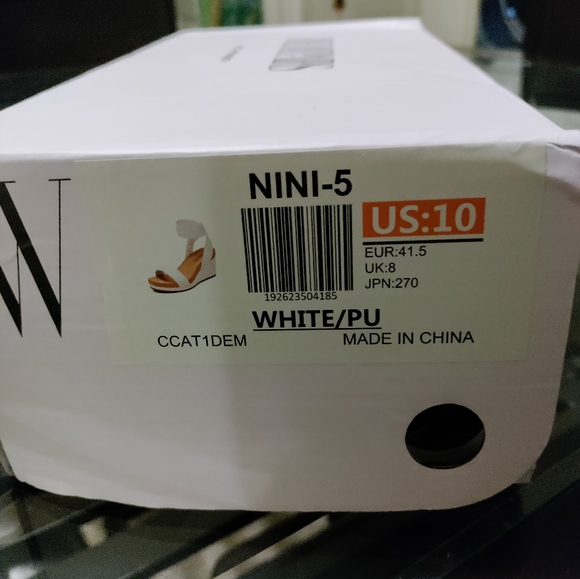 NINI-5
US:10
EUR:41.5
UK:8
JPN:270
192623504185
WHITE/PU
CCAT1DEM
MADE IN CHINA
W